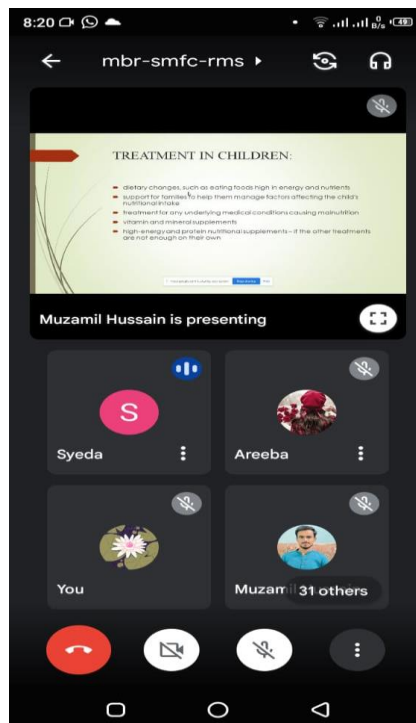 8:20
0
B/s
49
mbr-smfc-rms
TREATMENT IN CHILDREN:
dietary changes, such as eating foods high in energy and nutrients
support for families to help them manage factors affecting the child's
nutritional intake
treatment for any underlying medical conditions causing malnutrition
vitamin and mineral supplements
high-energy and protein nutritional supplements – if the other treatments
are not enough on their own
Muzamil Hussain is presenting
S
Syeda
Areeba
You
Muzam
31 others